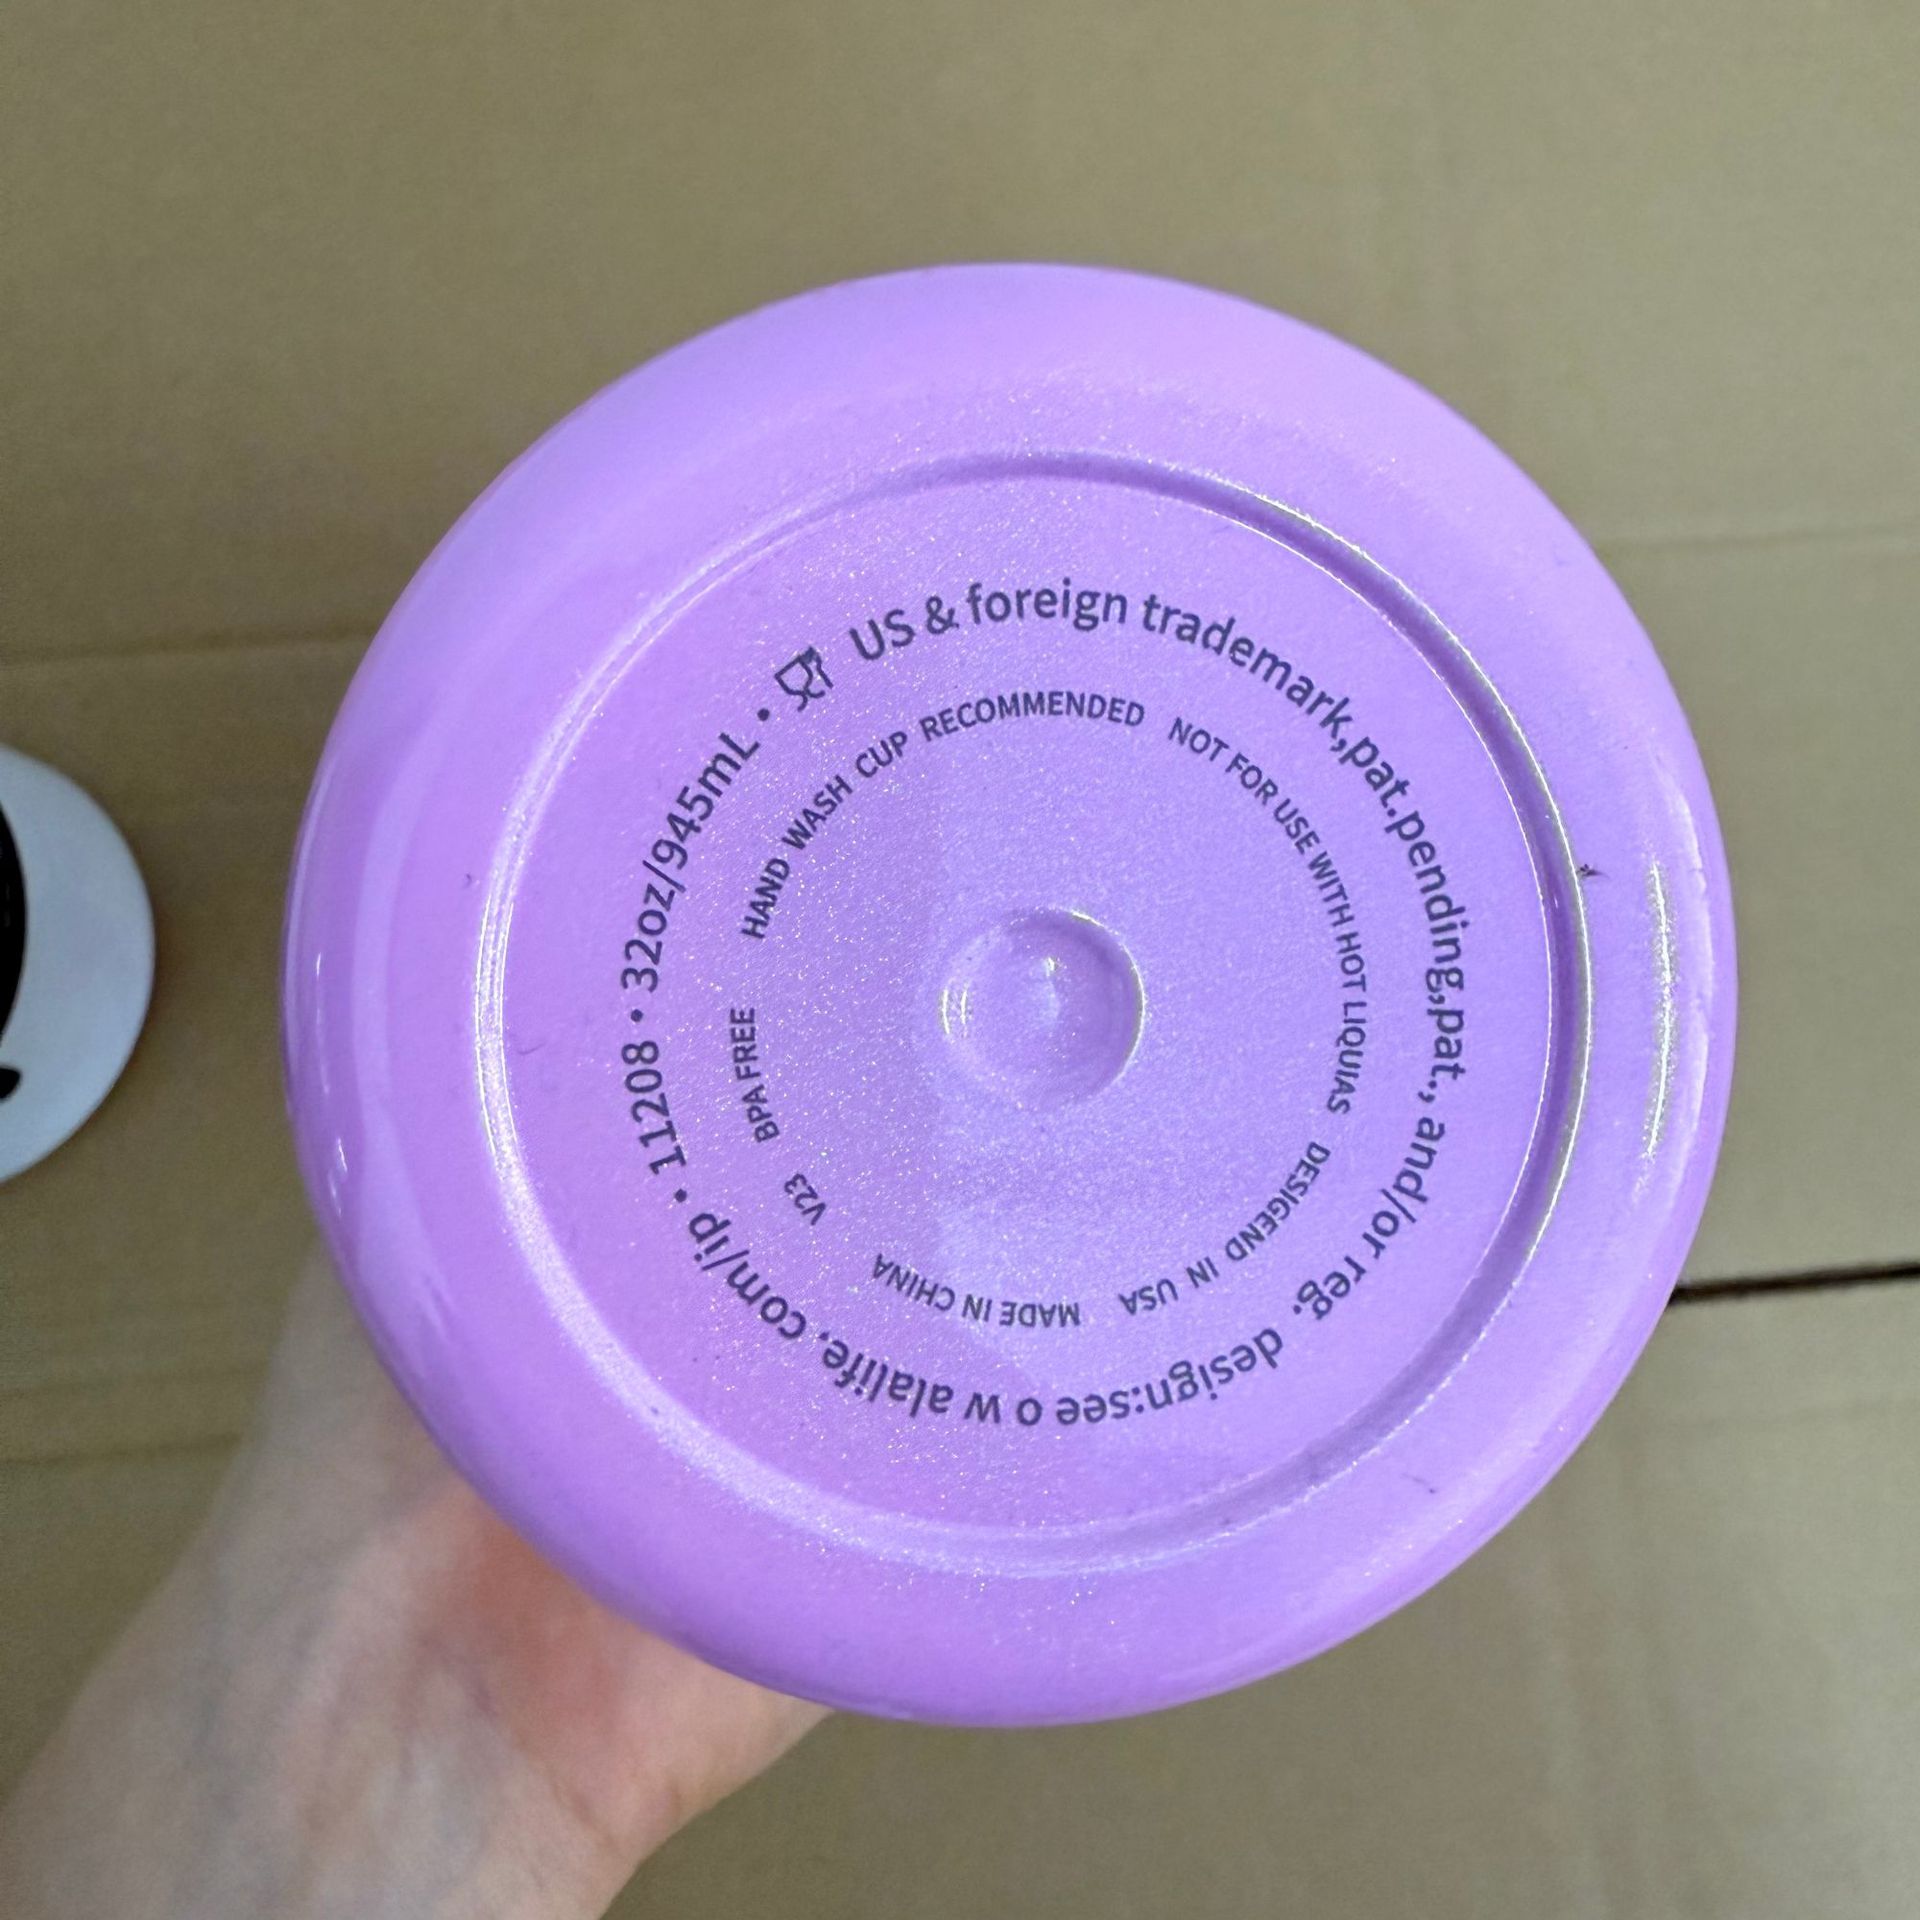 US & foreign trademark,pat.pending,pat., and/or reg. design:see o w alalife. com/ip • 11208 • 32oz/945mL •
HAND WASH CUP RECOMMENDED NOT FOR USE WITH HOT LIQUIAS DESIGEND IN USA MADE IN CHINA V23 BPA FREE